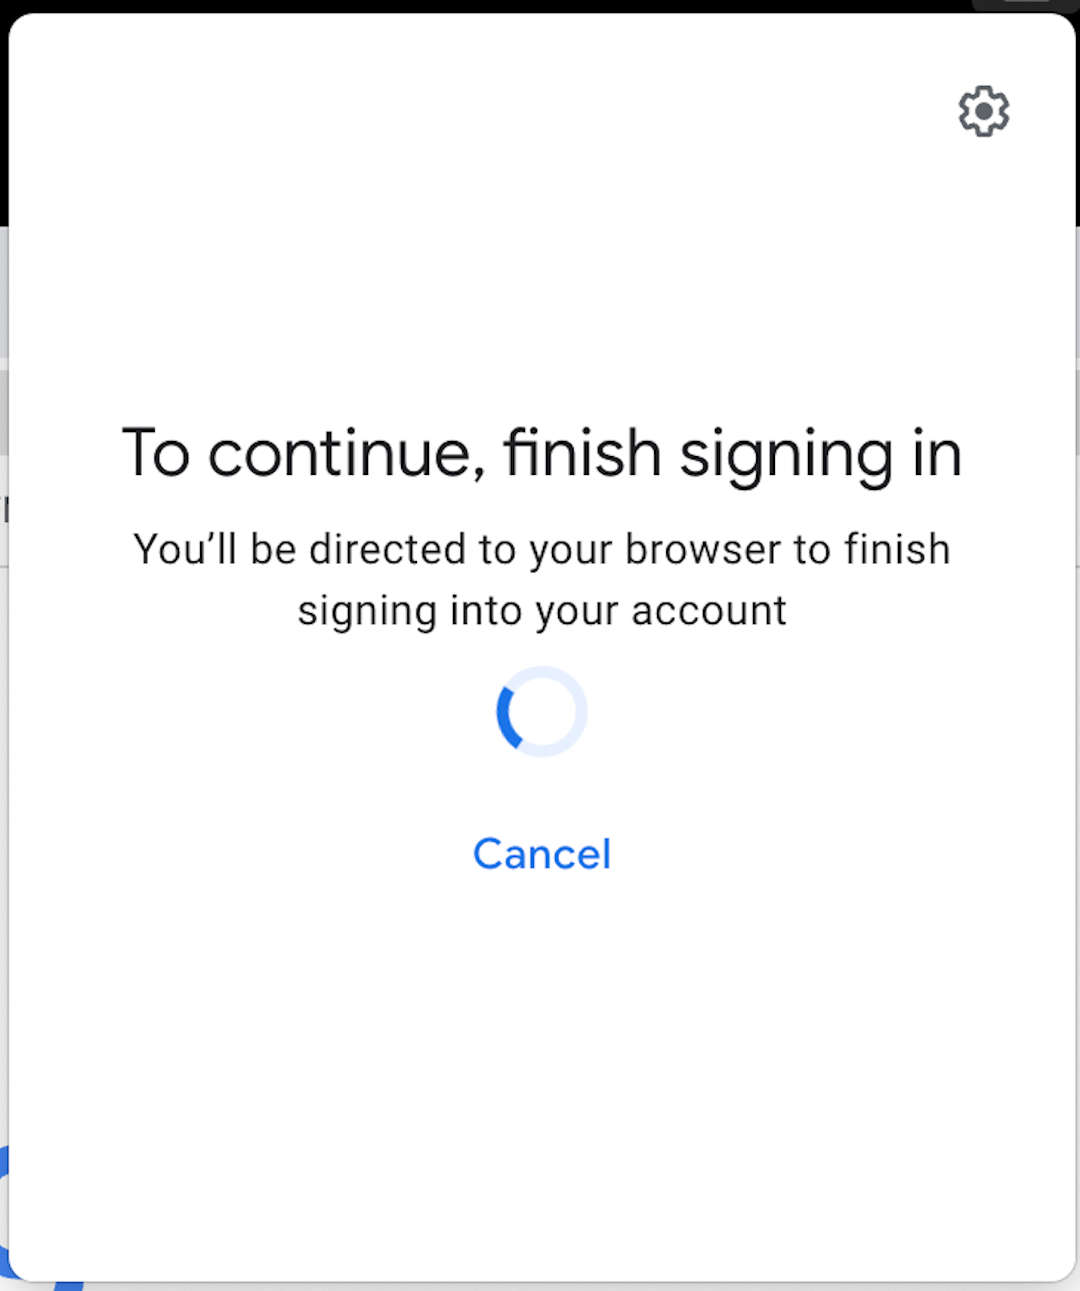 To continue, finish signing in
You’ll be directed to your browser to finish
signing into your account
Cancel